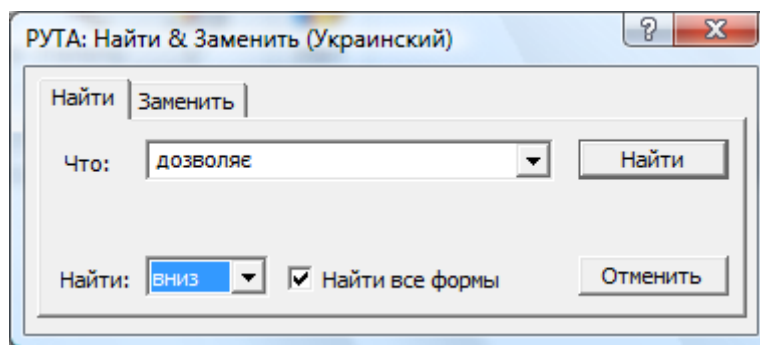 РУТА: Найти & Заменить (Украинский)
Найти Заменить
Что: дозволяє Найти
Найти: вниз Найти все формы Отменить